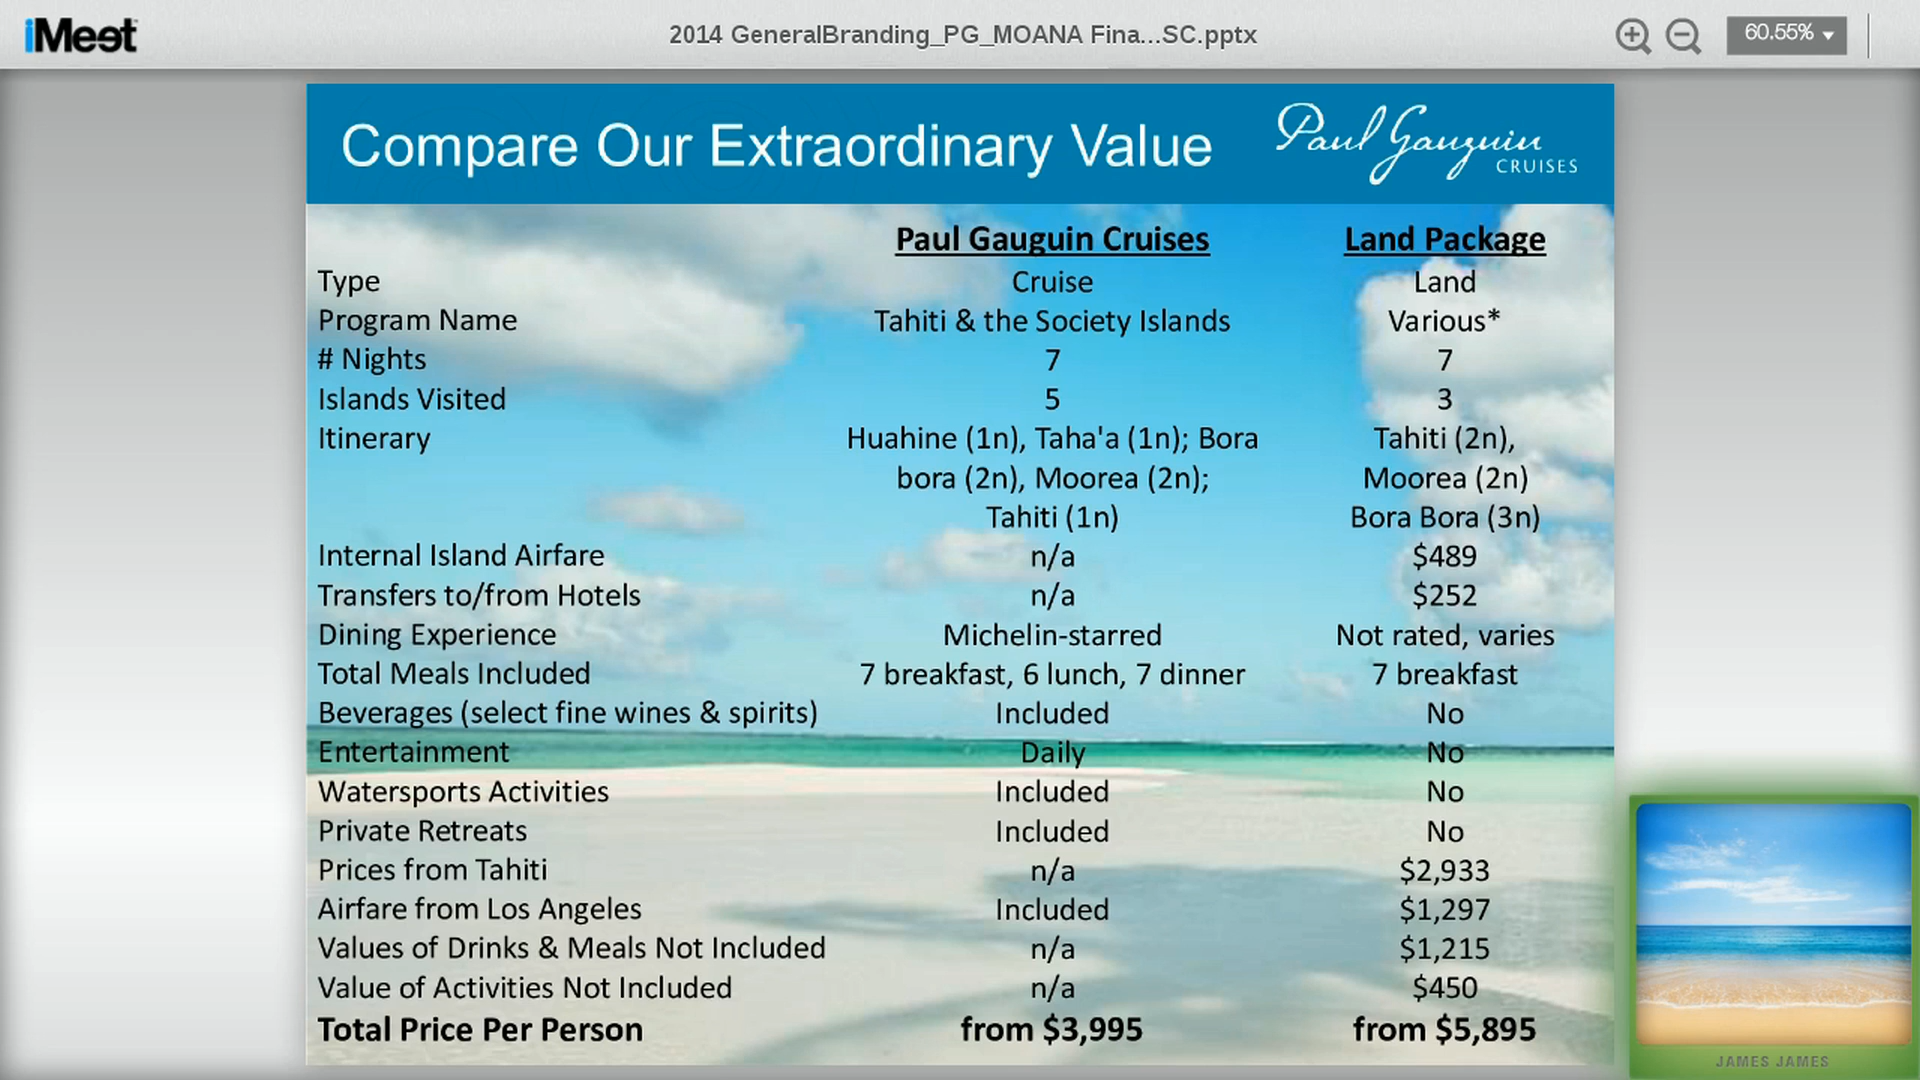 iMeet
2014 GeneralBranding_PG_MOANA Fina...SC.pptx
60.55%
Compare Our Extraordinary Value
Paul Gauguin
CRUISES
Paul Gauguin Cruises Land Package
Type Cruise Land
Program Name Tahiti & the Society Islands Various*
# Nights 7 7
Islands Visited 5 3
Itinerary Huahine (1n), Taha'a (1n); Bora Tahiti (2n),
bora (2n), Moorea (2n); Moorea (2n)
Tahiti (1n) Bora Bora (3n)
Internal Island Airfare n/a $489
Transfers to/from Hotels n/a $252
Dining Experience Michelin-starred Not rated, varies
Total Meals Included 7 breakfast, 6 lunch, 7 dinner 7 breakfast
Beverages (select fine wines & spirits) Included No
Entertainment Daily No
Watersports Activities Included No
Private Retreats Included No
Prices from Tahiti n/a $2,933
Airfare from Los Angeles Included $1,297
Values of Drinks & Meals Not Included n/a $1,215
Value of Activities Not Included n/a $450
Total Price Per Person from $3,995 from $5,895
JAMES JAMES